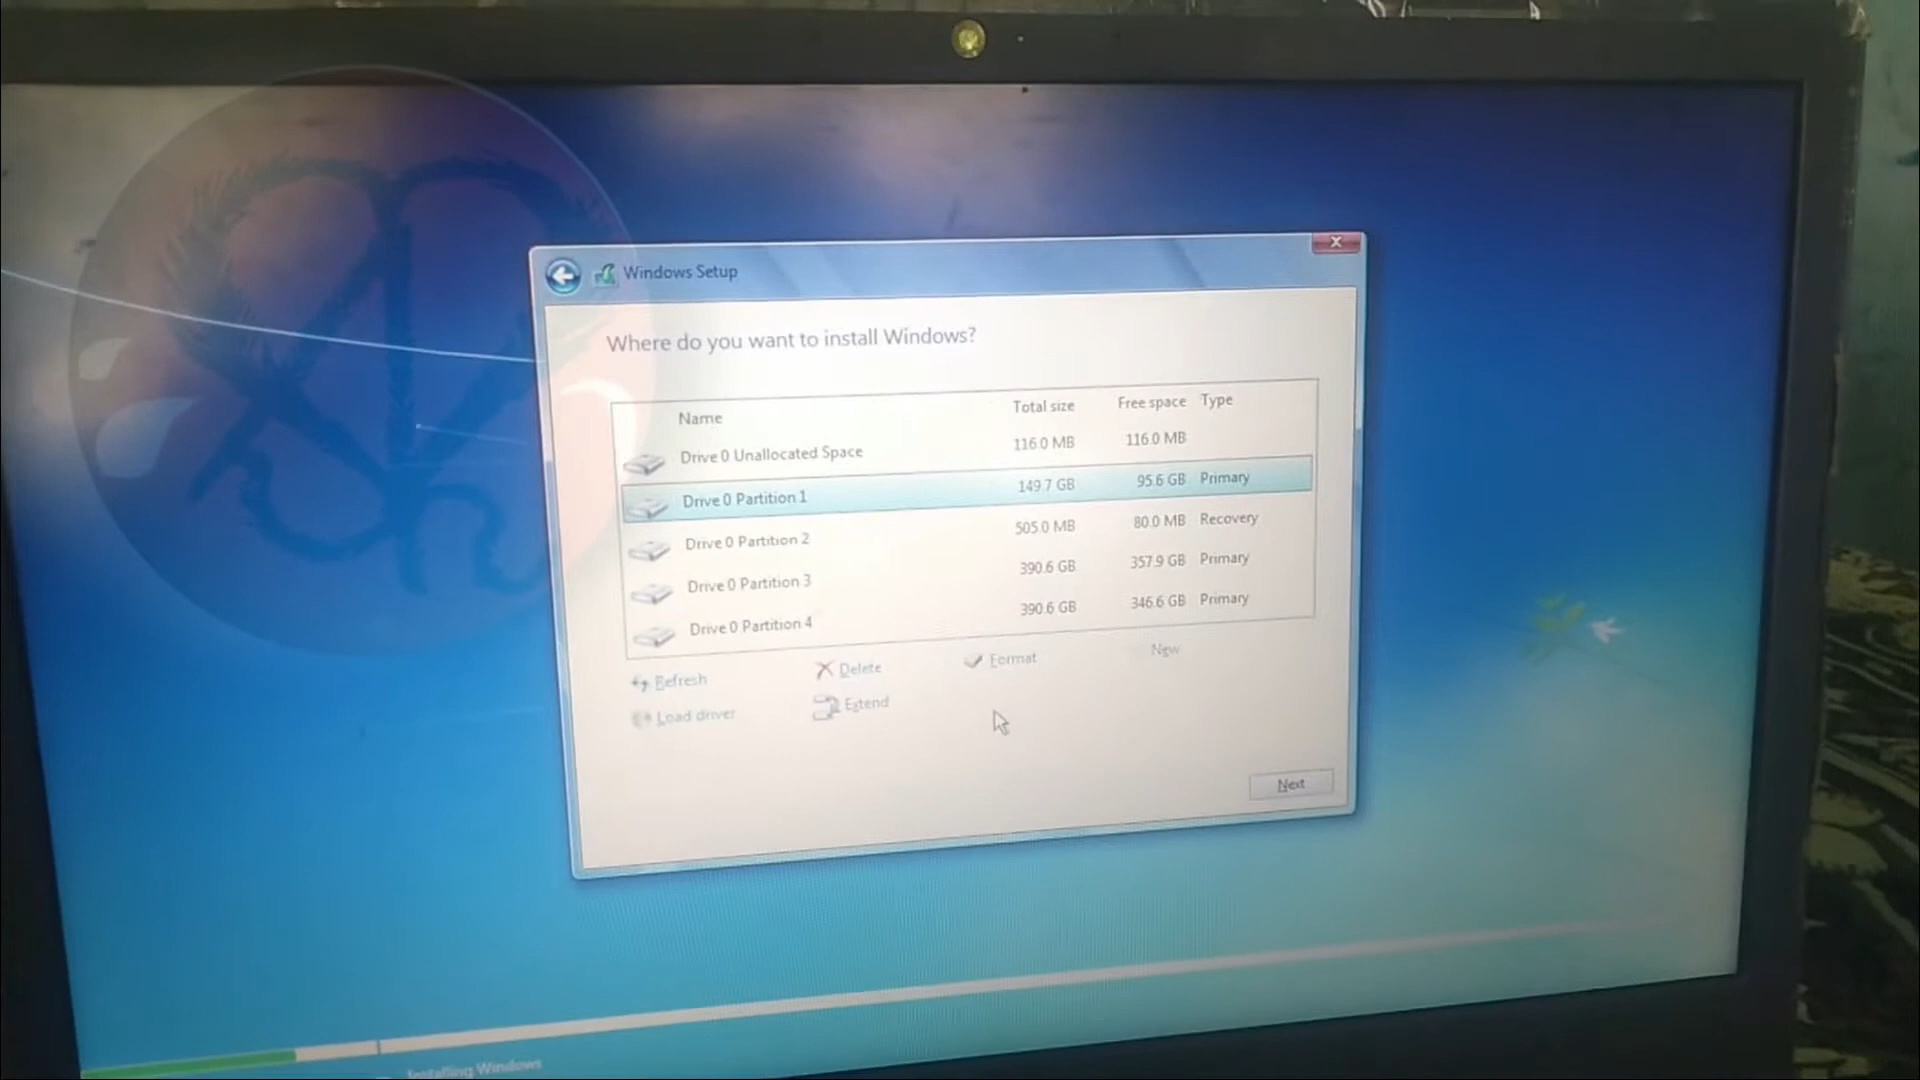 Windows Setup
Where do you want to install Windows?
Name Total size Free space Type
Drive 0 Unallocated Space 116.0 MB 116.0 MB
Drive 0 Partition 1 149.7 GB 95.6 GB Primary
Drive 0 Partition 2 505.0 MB 80.0 MB Recovery
Drive 0 Partition 3 390.6 GB 357.9 GB Primary
Drive 0 Partition 4 390.6 GB 346.6 GB Primary
Refresh Delete Format New
Load driver Extend
Next
Installing Windows